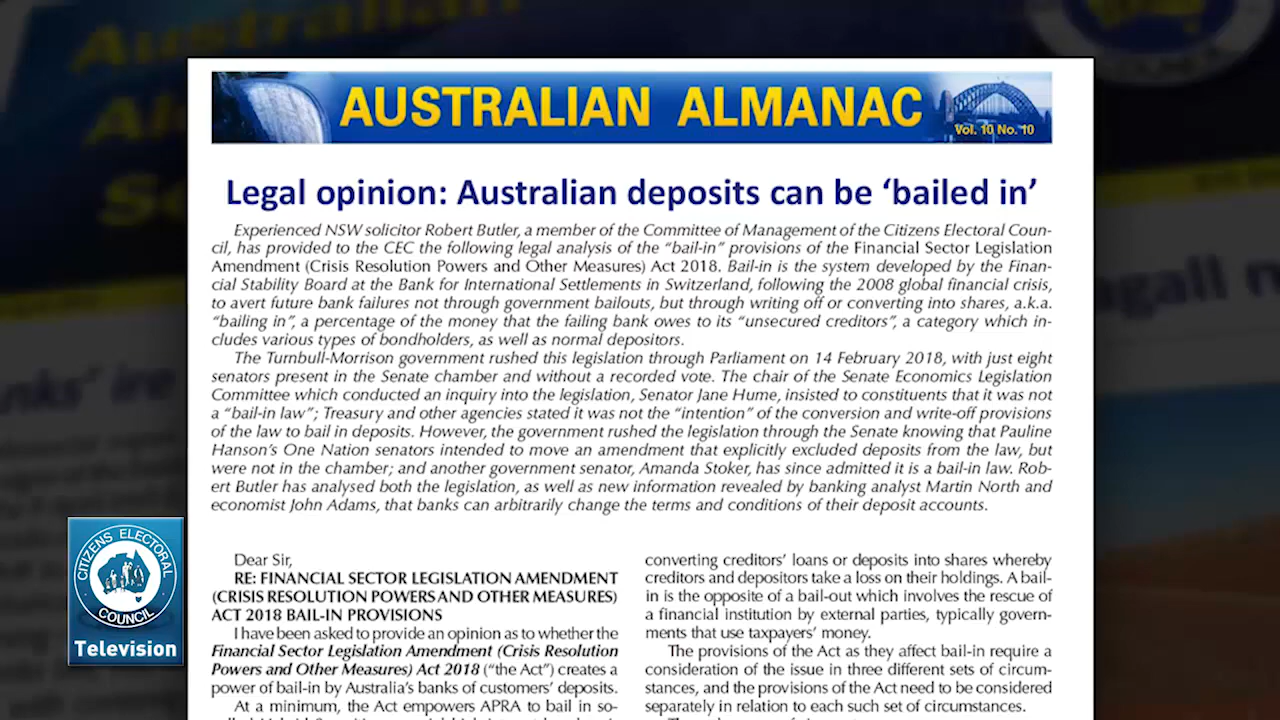 AUSTRALIAN ALMANAC
Vol. 10 No. 10
Legal opinion: Australian deposits can be ‘bailed in’
Experienced NSW solicitor Robert Butler, a member of the Committee of Management of the Citizens Electoral Coun-
cil, has provided to the CEC the following legal analysis of the “bail-in” provisions of the Financial Sector Legislation
Amendment (Crisis Resolution Powers and Other Measures) Act 2018. Bail-in is the system developed by the Finan-
cial Stability Board at the Bank for International Settlements in Switzerland, following the 2008 global financial crisis,
to avert future bank failures not through government bailouts, but through writing off or converting into shares, a.k.a.
“bailing in”, a percentage of the money that the failing bank owes to its “unsecured creditors”, a category which in-
cludes various types of bondholders, as well as normal depositors.
The Turnbull-Morrison government rushed this legislation through Parliament on 14 February 2018, with just eight
senators present in the Senate chamber and without a recorded vote. The chair of the Senate Economics Legislation
Committee which conducted an inquiry into the legislation, Senator Jane Hume, insisted to constituents that it was not
a “bail-in law”; Treasury and other agencies stated it was not the “intention” of the conversion and write-off provisions
of the law to bail in deposits. However, the government rushed the legislation through the Senate knowing that Pauline
Hanson’s One Nation senators intended to move an amendment that explicitly excluded deposits from the law, but
were not in the chamber; and another government senator, Amanda Stoker, has since admitted it is a bail-in law. Rob-
ert Butler has analysed both the legislation, as well as new information revealed by banking analyst Martin North and
economist John Adams, that banks can arbitrarily change the terms and conditions of their deposit accounts.
Dear Sir,
RE: FINANCIAL SECTOR LEGISLATION AMENDMENT
(CRISIS RESOLUTION POWERS AND OTHER MEASURES)
ACT 2018 BAIL-IN PROVISIONS
I have been asked to provide an opinion as to whether the
Financial Sector Legislation Amendment (Crisis Resolution
Powers and Other Measures) Act 2018 (“the Act”) creates a
power of bail-in by Australia’s banks of customers’ deposits.
At a minimum, the Act empowers APRA to bail in so-
converting creditors’ loans or deposits into shares whereby
creditors and depositors take a loss on their holdings. A bail-
in is the opposite of a bail-out which involves the rescue of
a financial institution by external parties, typically govern-
ments that use taxpayers’ money.
The provisions of the Act as they affect bail-in require a
consideration of the issue in three different sets of circum-
stances, and the provisions of the Act need to be considered
separately in relation to each such set of circumstances.
CITIZENS ELECTORAL
COUNCIL
Television